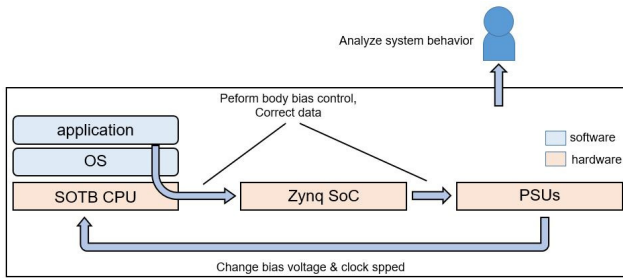 Analyze system behavior
Peform body bias control,
Correct data
application
OS
SOTB CPU
Zynq SoC
PSUs
software
hardware
Change bias voltage & clock spped